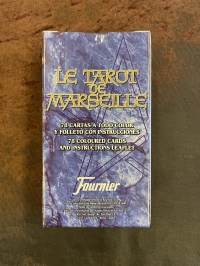 LE TAROT
DE
MARSEILLE
78 CARTAS A TODO COLOR
Y FOLLETO CON INSTRUCCIONES
78 COLOURED CARDS
AND INSTRUCTIONS LEAFLET
Fournier